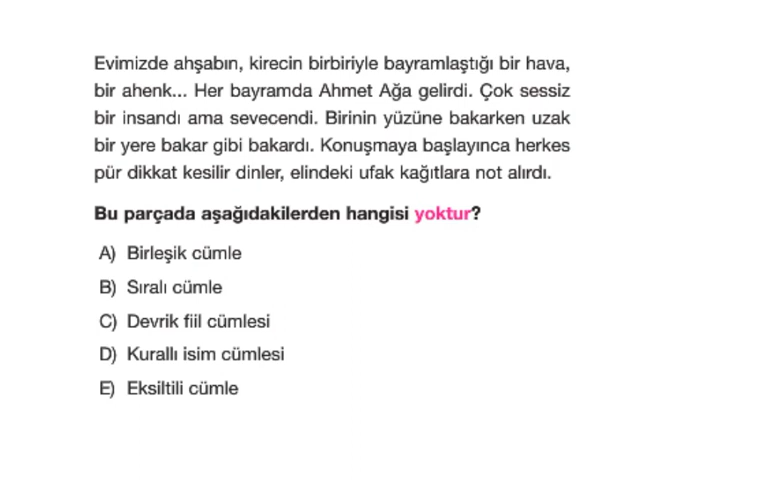 Evimizde ahşabın, kirecin birbiriyle bayramlaştığı bir hava,
bir ahenk... Her bayramda Ahmet Ağa gelirdi. Çok sessiz
bir insandı ama sevecendi. Birinin yüzüne bakarken uzak
bir yere bakar gibi bakardı. Konuşmaya başlayınca herkes
pür dikkat kesilir dinler, elindeki ufak kağıtlara not alırdı.
Bu parçada aşağıdakilerden hangisi yoktur?
A) Birleşik cümle
B) Sıralı cümle
C) Devrik fiil cümlesi
D) Kurallı isim cümlesi
E) Eksiltili cümle